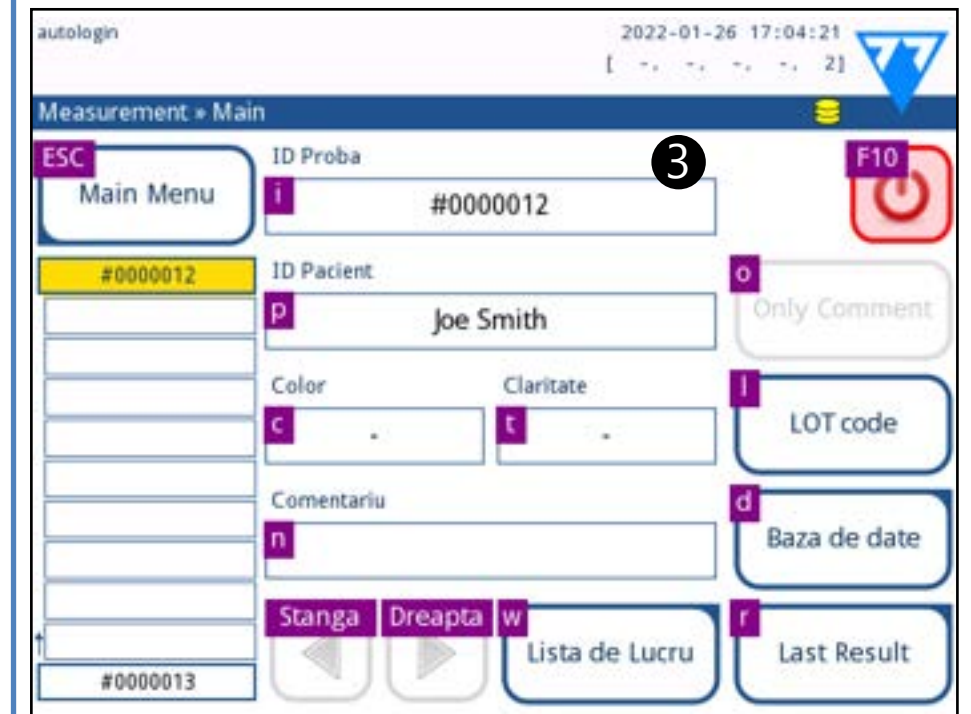 autologin
2022-01-26 17:04:21
[ -, -, -, -, 2]
Measurement » Main
ESC
Main Menu
ID Proba
3
i
#0000012
F10
#0000012
ID Pacient
p
Joe Smith
o
Only Comment
Color
Claritate
c
-
t
-
l
LOT code
Comentariu
n
d
Baza de date
Stanga
Dreapta
w
Lista de Lucru
r
Last Result
#0000013